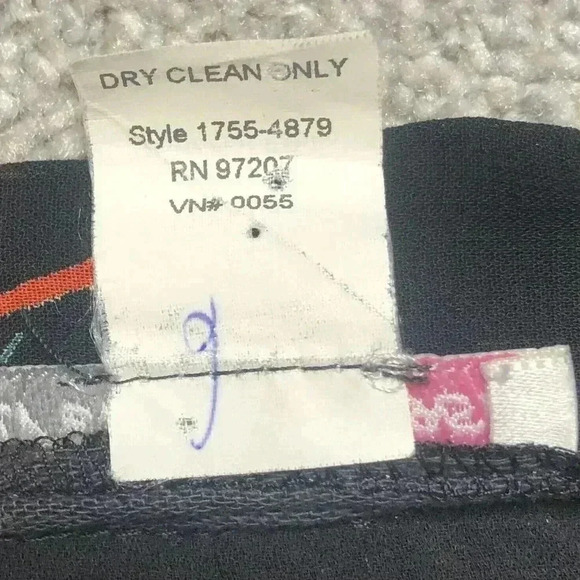 DRY CLEAN ONLY
Style 1755-4879
RN 97207
VN# 0055